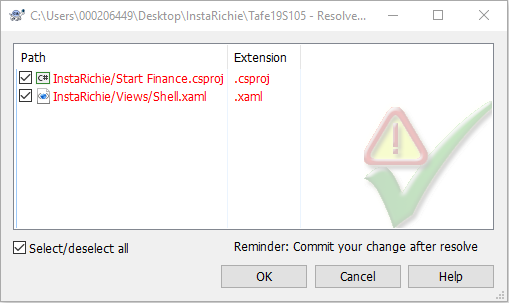 C:\Users\000206449\Desktop\InstaRichie\Tafe19S105 - Resolve...
Path Extension
C# InstaRichie/Start Finance.csproj .csproj
InstaRichie/Views/Shell.xaml .xaml
Select/deselect all Reminder: Commit your change after resolve
OK Cancel Help